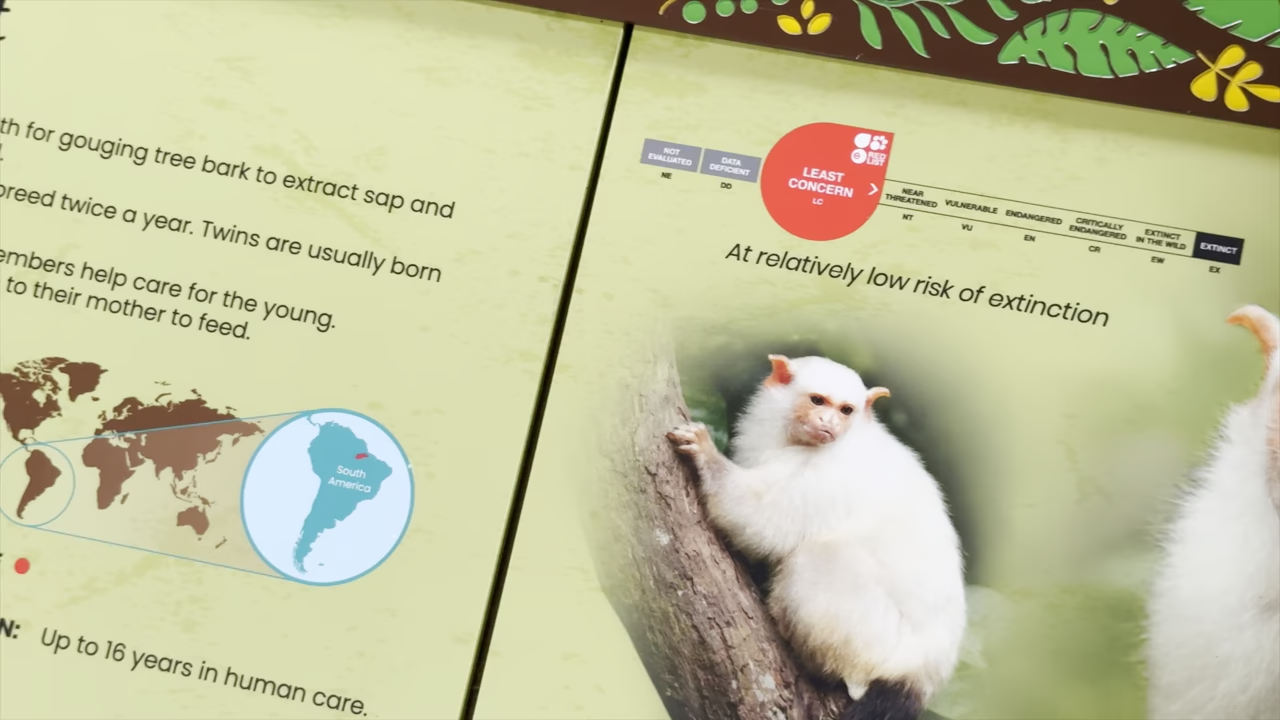 th for gouging tree bark to extract sap and
breed twice a year. Twins are usually born
embers help care for the young.
to their mother to feed.
South
America
N: Up to 16 years in human care.
NOT
EVALUATED
NE
DATA
DEFICIENT
DD
RED
LIST
LEAST
CONCERN
LC
NEAR
THREATENED
NT
VULNERABLE
VU
ENDANGERED
EN
CRITICALLY
ENDANGERED
CR
EXTINCT
IN THE WILD
EW
EXTINCT
EX
At relatively low risk of extinction